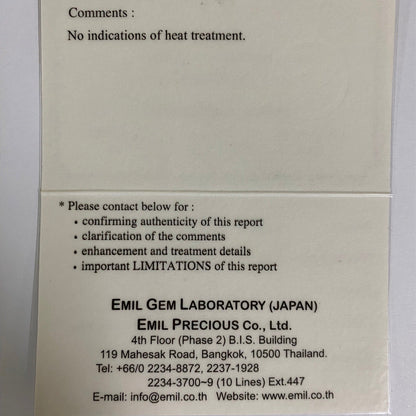 Comments :
No indications of heat treatment.
* Please contact below for :
• confirming authenticity of this report
• clarification of the comments
• enhancement and treatment details
• important LIMITATIONS of this report
EMIL GEM LABORATORY (JAPAN)
EMIL PRECIOUS CO., LTD.
4th Floor (Phase 2) B.I.S. Building
119 Mahesak Road, Bangkok, 10500 Thailand.
Tel: +66/0 2234-8872, 2237-1928
2234-3700~9 (10 Lines) Ext.447
E-mail: info@emil.co.th Website: www.emil.co.th